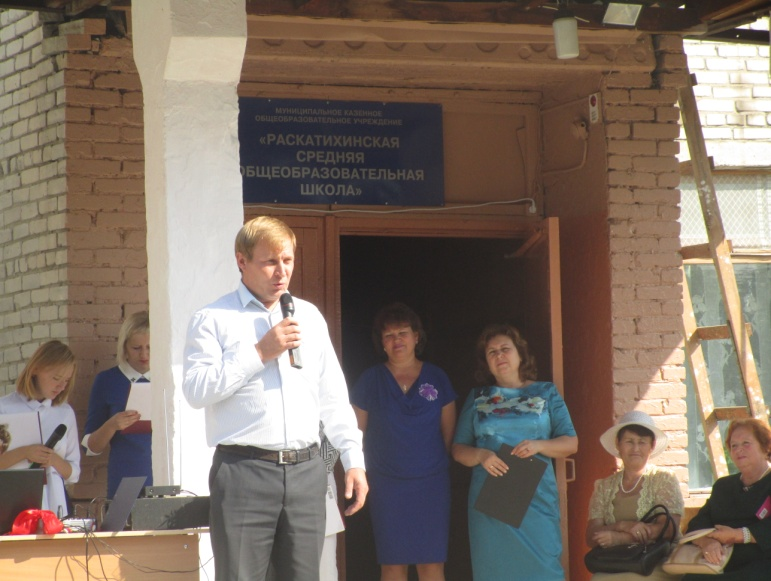 МУНИЦИПАЛЬНОЕ КАЗЕННОЕ
ОБЩЕОБРАЗОВАТЕЛЬНОЕ УЧРЕЖДЕНИЕ
«РАСКАТИХИНСКАЯ
СРЕДНЯЯ
ОБЩЕОБРАЗОВАТЕЛЬНАЯ
ШКОЛА»